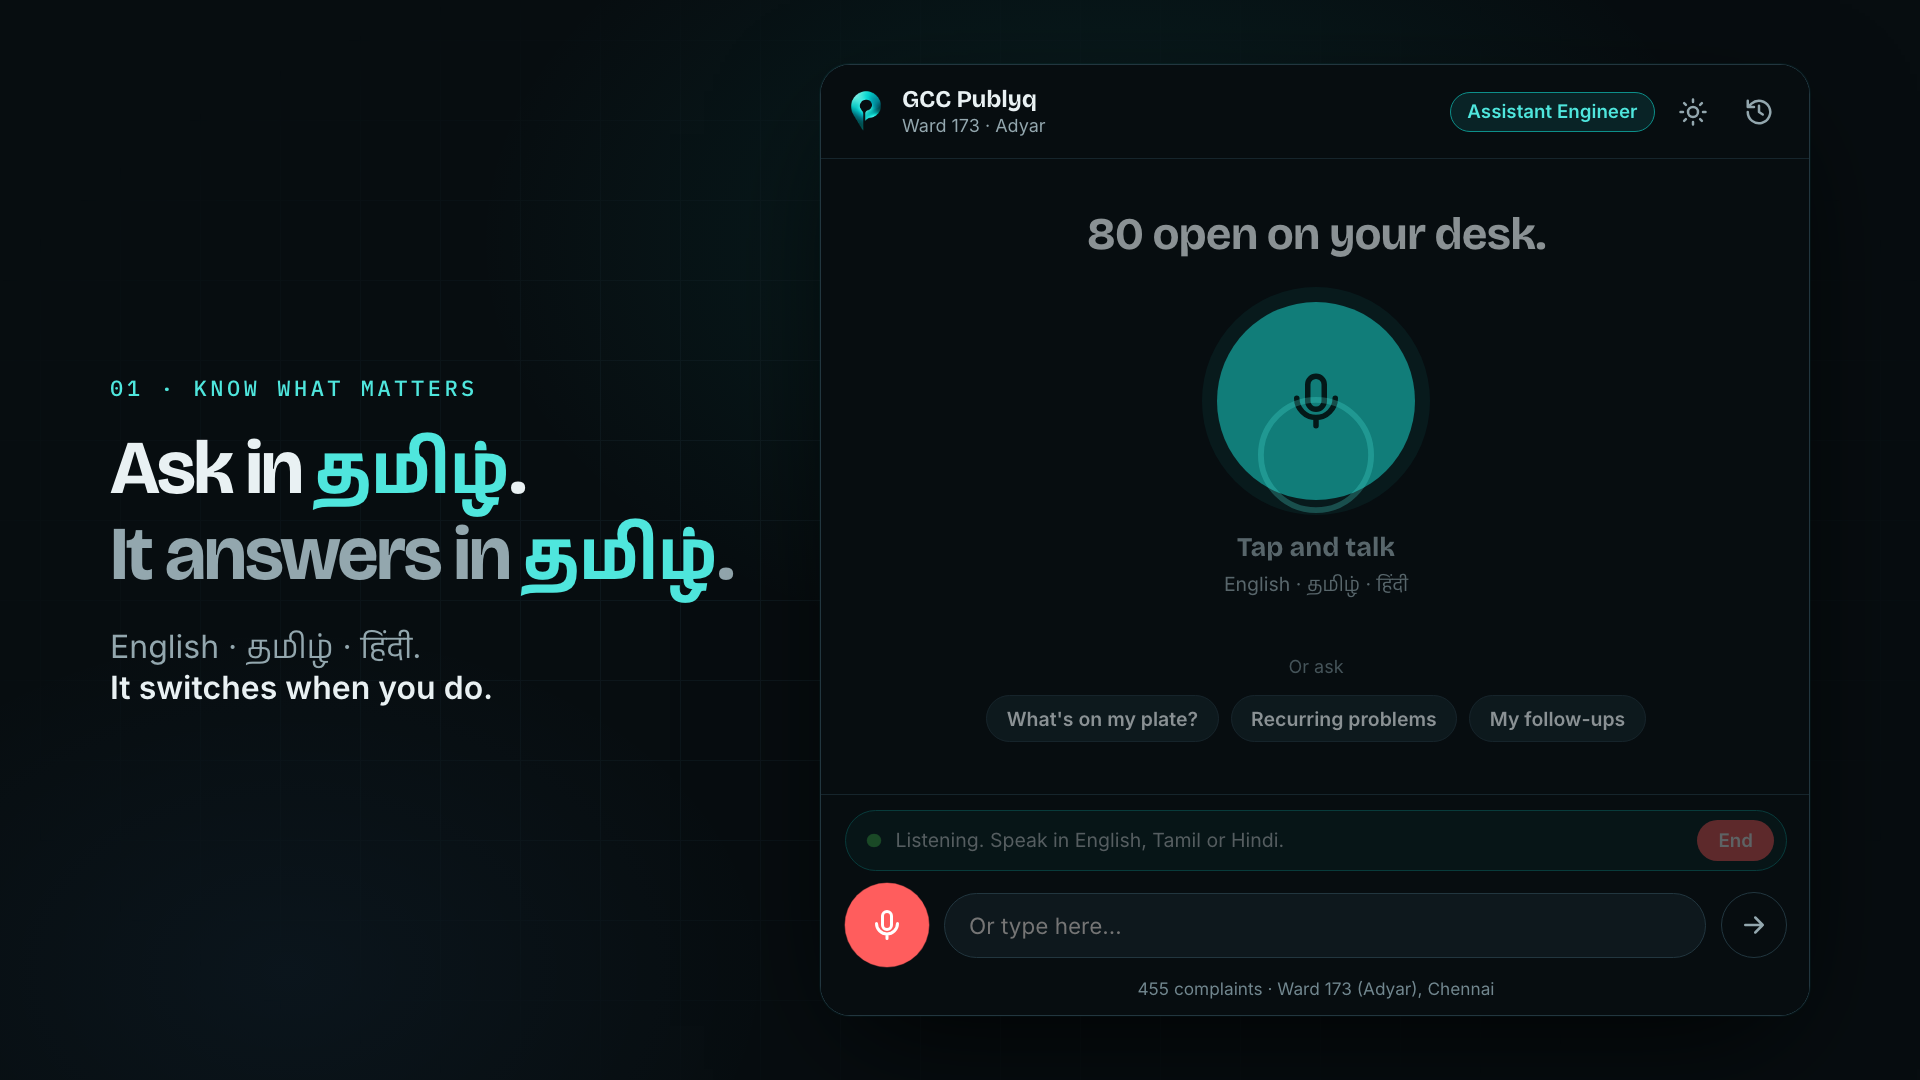 01 · KNOW WHAT MATTERS
Ask in தமிழ்.
It answers in தமிழ்.
English · தமிழ் · हिंदी.
It switches when you do.
GCC Publyq
Ward 173 · Adyar
Assistant Engineer
80 open on your desk.
Tap and talk
English · தமிழ் · हिंदी
Or ask
What's on my plate?
Recurring problems
My follow-ups
Listening. Speak in English, Tamil or Hindi.
End
Or type here...
455 complaints · Ward 173 (Adyar), Chennai